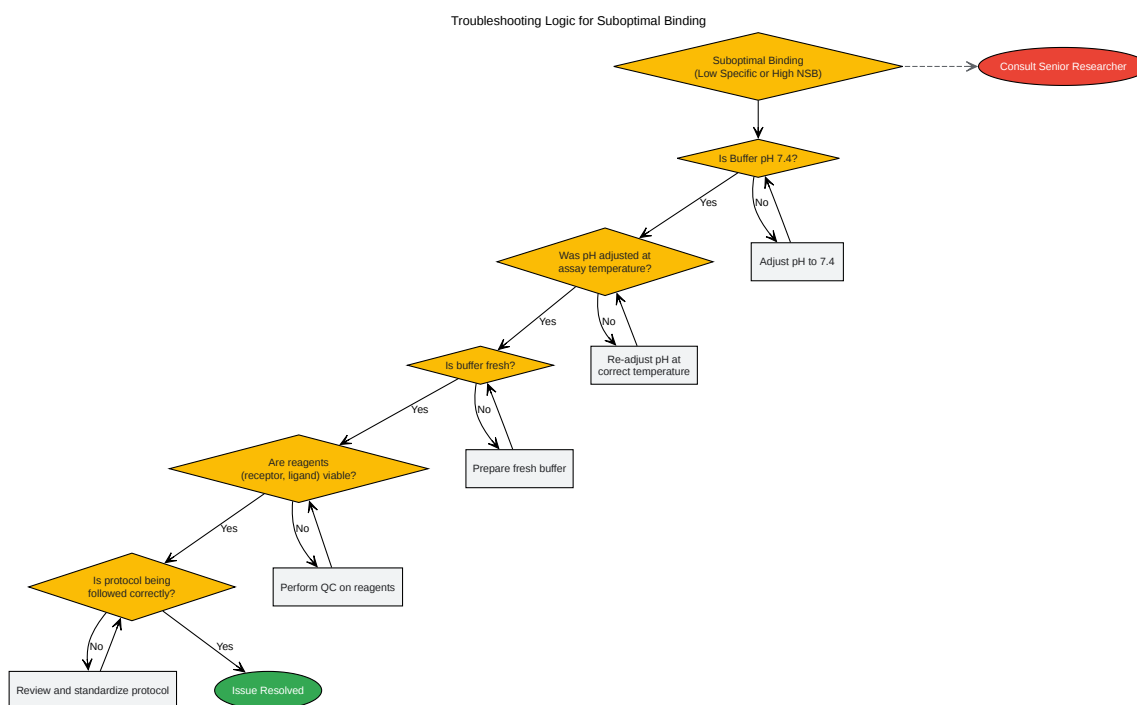 Troubleshooting Logic for Suboptimal Binding
Suboptimal Binding
(Low Specific or High NSB)
Consult Senior Researcher
Is Buffer pH 7.4?
Yes
No
Adjust pH to 7.4
Was pH adjusted at
assay temperature?
Yes
No
Re-adjust pH at
correct temperature
Is buffer fresh?
Yes
No
Prepare fresh buffer
Are reagents
(receptor, ligand) viable?
Yes
No
Perform QC on reagents
Is protocol being
followed correctly?
No
Yes
Review and standardize protocol
Issue Resolved